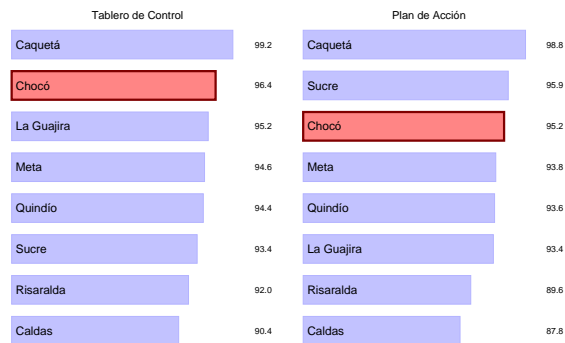 Tablero de Control
Caquetá 99.2
Chocó 96.4
La Guajira 95.2
Meta 94.6
Quindío 94.4
Sucre 93.4
Risaralda 92.0
Caldas 90.4
Plan de Acción
Caquetá 98.8
Sucre 95.9
Chocó 95.2
Meta 93.8
Quindío 93.6
La Guajira 93.4
Risaralda 89.6
Caldas 87.8